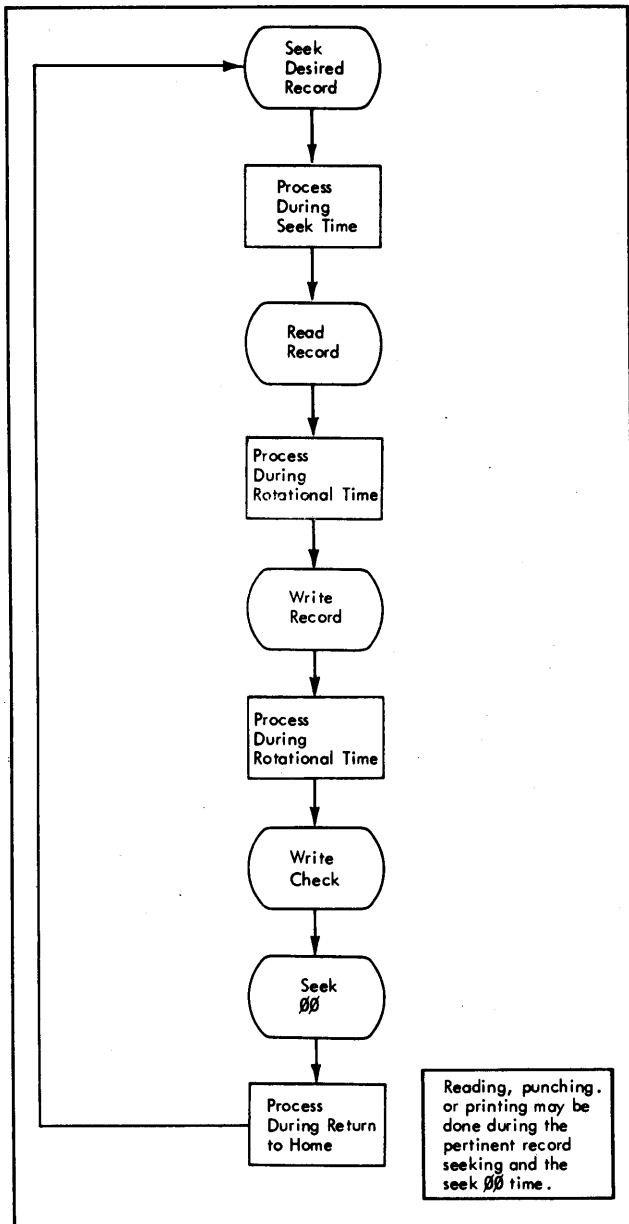 Seek
Desired
Record
Process
During
Seek Time
Read
Record
Process
During
Rotational Time
Write
Record
Process
During
Rotational Time
Write
Check
Seek
ØØ
Process
During Return
to Home
Reading, punching.
or printing may be
done during the
pertinent record
seeking and the
seek ØØ time.